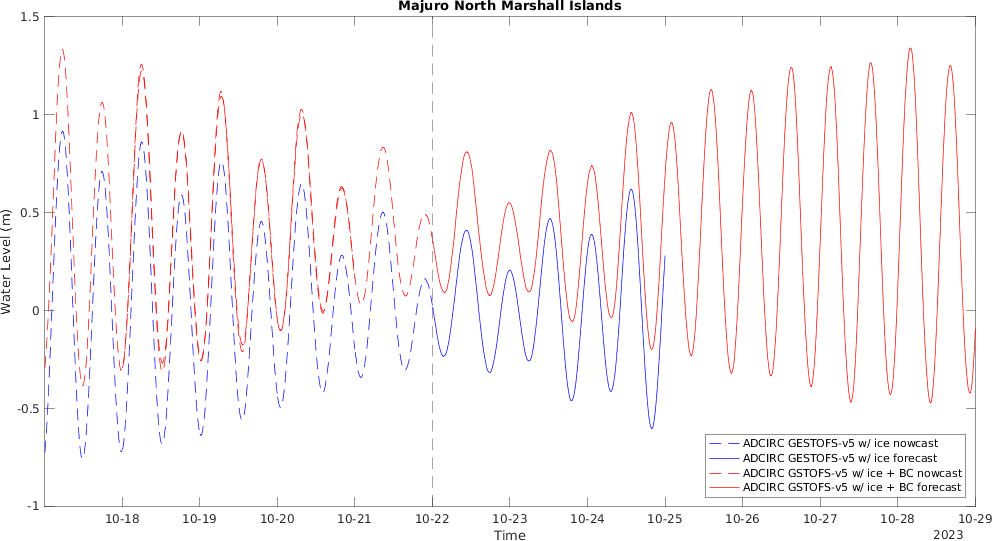 Majuro North Marshall Islands
1.5
1
0.5
0
-0.5
-1
Water Level (m)
10-18 10-19 10-20 10-21 10-22 10-23 10-24 10-25 10-26 10-27 10-28 10-29
Time
2023
ADCIRC GESTOFS-v5 w/ ice nowcast
ADCIRC GESTOFS-v5 w/ ice forecast
ADCIRC GSTOFS-v5 w/ ice + BC nowcast
ADCIRC GSTOFS-v5 w/ ice + BC forecast